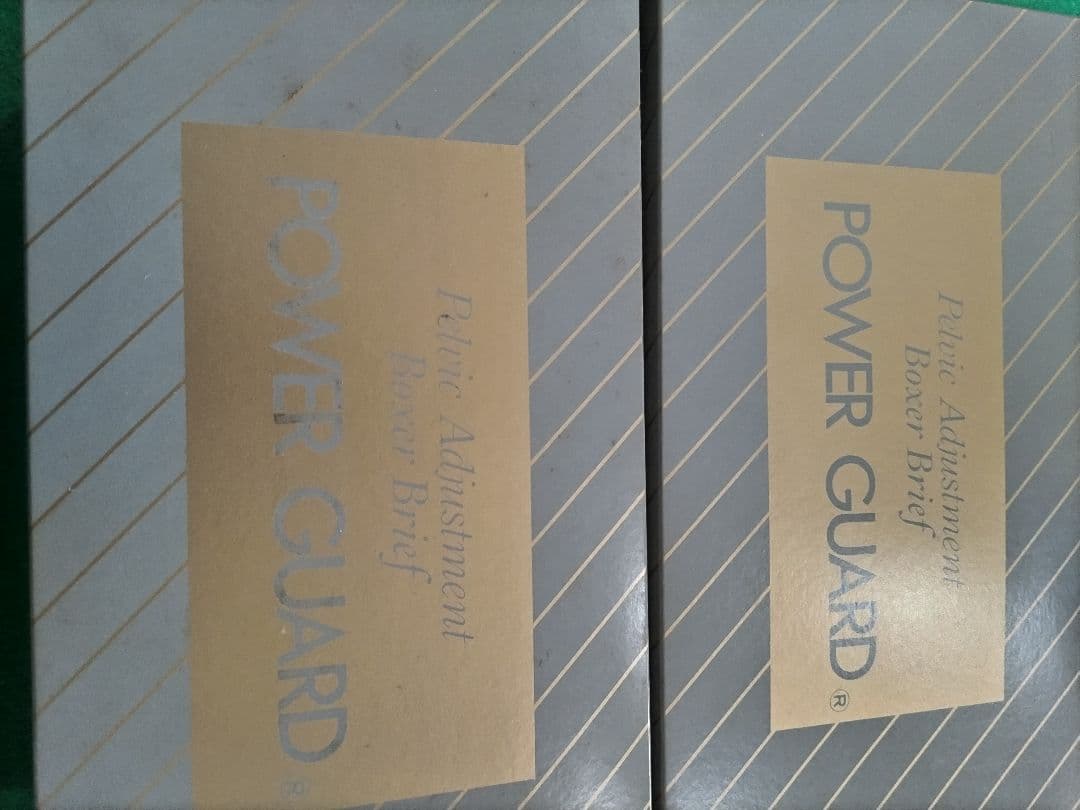 Pelvic Adjustment
Boxer Brief
POWER GUARD®
Pelvic Adjustment
Boxer Brief
POWER GUARD®